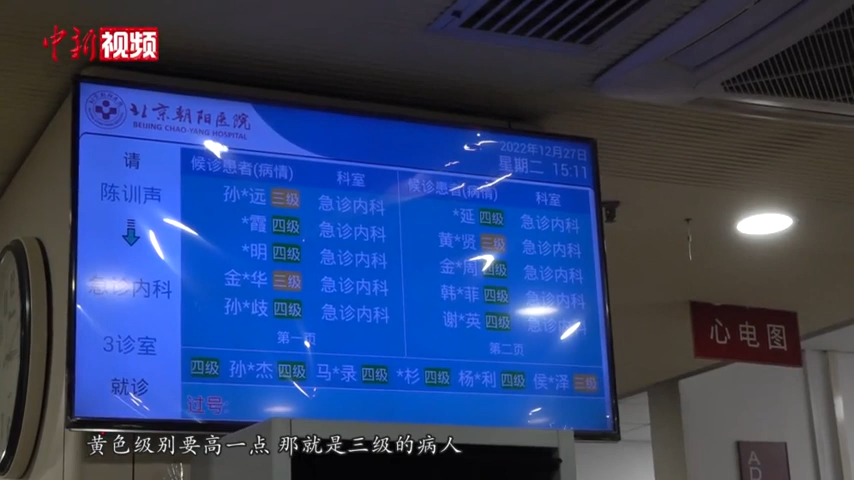 中新视频
北京朝阳医院
BEIJING CHAO-YANG HOSPITAL
2022年12月27日
星期二 15:11
请
陈训声
急诊内科
3诊室
就诊
候诊患者(病情) 科室
孙*远 三级 急诊内科
*霞 四级 急诊内科
*明 四级 急诊内科
金*华 三级 急诊内科
孙*歧 四级 急诊内科
第一页
候诊患者(病情) 科室
*延 四级 急诊内科
黄*贤 三级 急诊内科
金*周 四级 急诊内科
韩*菲 四级 急诊内科
谢*英 四级 急诊内科
第二页
四级 孙*杰 四级 马*录 四级 *杉 四级 杨*利 四级 侯*泽 三级
过号:
心电图
AD
黄色级别要高一点 那就是三级的病人